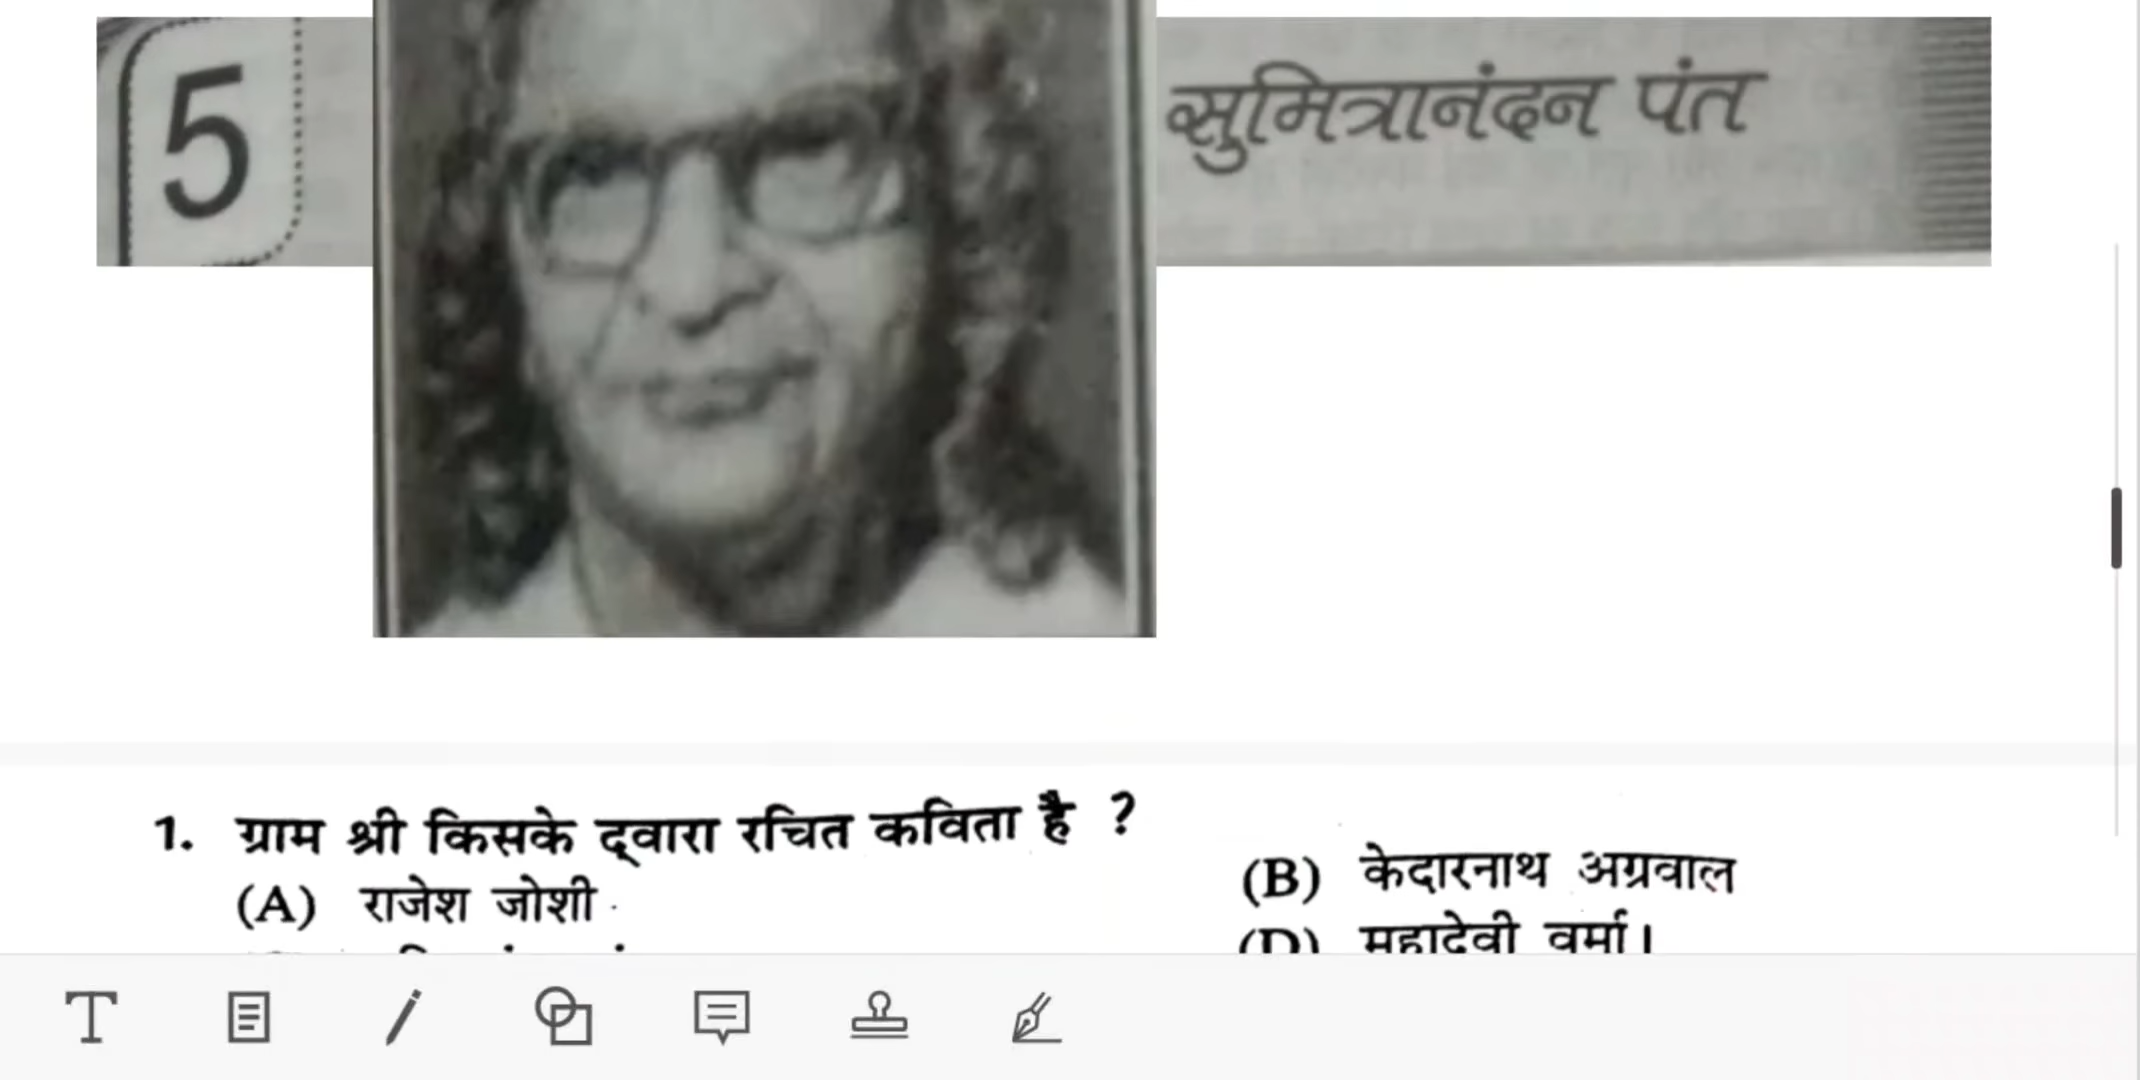 5
सुमित्रानंदन पंत
1. ग्राम श्री किसके द्वारा रचित कविता है ?
(A) राजेश जोशी
(B) केदारनाथ अग्रवाल
(D) महादेवी वर्मा।